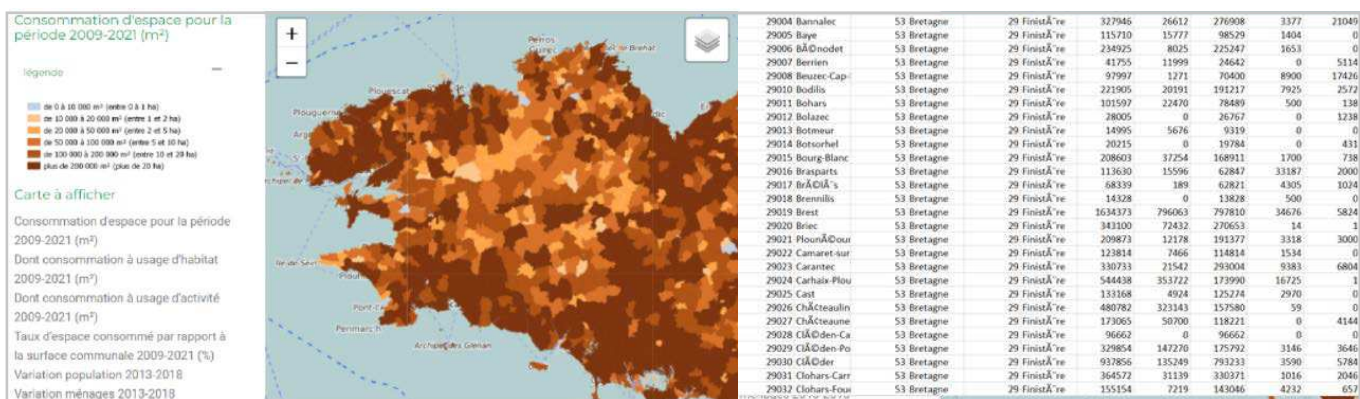 Consommation d'espace pour la
période 2009-2021 (m²)
légende
de 0 à 10 000 m² (entre 0 à 1 ha)
de 10 000 à 20 000 m² (entre 1 et 2 ha)
de 20 000 à 50 000 m² (entre 2 et 5 ha)
de 50 000 à 100 000 m² (entre 5 et 10 ha)
de 100 000 à 200 000 m² (entre 10 et 20 ha)
plus de 200 000 m² (plus de 20 ha)
Carte à afficher
Consommation d'espace pour la période
2009-2021 (m²)
Dont consommation à usage d'habitat
2009-2021 (m²)
Dont consommation à usage d'activité
2009-2021 (m²)
Taux d'espace consommé par rapport à
la surface communale 2009-2021 (%)
Variation population 2013-2018
Variation ménages 2013-2018
+
−
Perros
Guirec
de Bréhat
Plouescat
Plouguerne
Ile de Sein
Plou
Pont-
Penmarc'h
Archipel des Glénan
29004 Bannalec 53 Bretagne 29 FinistÃ¨re 327946 26612 276908 3377 21049
29005 Baye 53 Bretagne 29 FinistÃ¨re 115710 15777 98529 1404 0
29006 BÃ©nodet 53 Bretagne 29 FinistÃ¨re 234925 8025 225247 1653 0
29007 Berrien 53 Bretagne 29 FinistÃ¨re 41755 11999 24642 0 5114
29008 Beuzec-Cap- 53 Bretagne 29 FinistÃ¨re 97997 1271 70400 8900 17426
29010 Bodilis 53 Bretagne 29 FinistÃ¨re 221905 20191 191217 7925 2572
29011 Bohars 53 Bretagne 29 FinistÃ¨re 101597 22470 78489 500 138
29012 Bolazec 53 Bretagne 29 FinistÃ¨re 28005 0 26767 0 1238
29013 Botmeur 53 Bretagne 29 FinistÃ¨re 14995 5676 9319 0 0
29014 Botsorhel 53 Bretagne 29 FinistÃ¨re 20215 0 19784 0 431
29015 Bourg-Blanc 53 Bretagne 29 FinistÃ¨re 208603 37254 168911 1700 738
29016 Brasparts 53 Bretagne 29 FinistÃ¨re 113630 15596 62847 33187 2000
29017 BrÃ©lÃ¨s 53 Bretagne 29 FinistÃ¨re 68339 189 62821 4305 1024
29018 Brennilis 53 Bretagne 29 FinistÃ¨re 14328 0 13828 500 0
29019 Brest 53 Bretagne 29 FinistÃ¨re 1634373 796063 797810 34676 5824
29020 Briec 53 Bretagne 29 FinistÃ¨re 343100 72432 270653 14 1
29021 PlounÃ©our 53 Bretagne 29 FinistÃ¨re 209873 12178 191377 3318 3000
29022 Camaret-sur 53 Bretagne 29 FinistÃ¨re 123814 7466 114814 1534 0
29023 Carantec 53 Bretagne 29 FinistÃ¨re 330733 21542 293004 9383 6804
29024 Carhaix-Plou 53 Bretagne 29 FinistÃ¨re 544438 353722 173990 16725 1
29025 Cast 53 Bretagne 29 FinistÃ¨re 133168 4924 125274 2970 0
29026 ChÃ¢teaulin 53 Bretagne 29 FinistÃ¨re 480782 323143 157580 59 0
29027 ChÃ¢teaune 53 Bretagne 29 FinistÃ¨re 173065 50700 118221 0 4144
29028 ClÃ©den-Ca 53 Bretagne 29 FinistÃ¨re 96662 0 96662 0 0
29029 ClÃ©den-Po 53 Bretagne 29 FinistÃ¨re 329854 147270 175792 3146 3646
29030 ClÃ©der 53 Bretagne 29 FinistÃ¨re 937856 135249 793233 3590 5784
29031 Clohars-Carr 53 Bretagne 29 FinistÃ¨re 364572 31139 330371 1016 2046
29032 Clohars-Foue 53 Bretagne 29 FinistÃ¨re 155154 7219 143046 4232 657